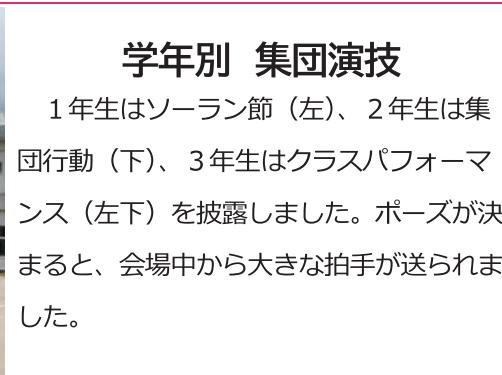 学年別 集団演技
１年生はソーラン節（左）、２年生は集
団行動（下）、３年生はクラスパフォーマ
ンス（左下）を披露しました。ポーズが決
まると、会場中から大きな拍手が送られま
した。